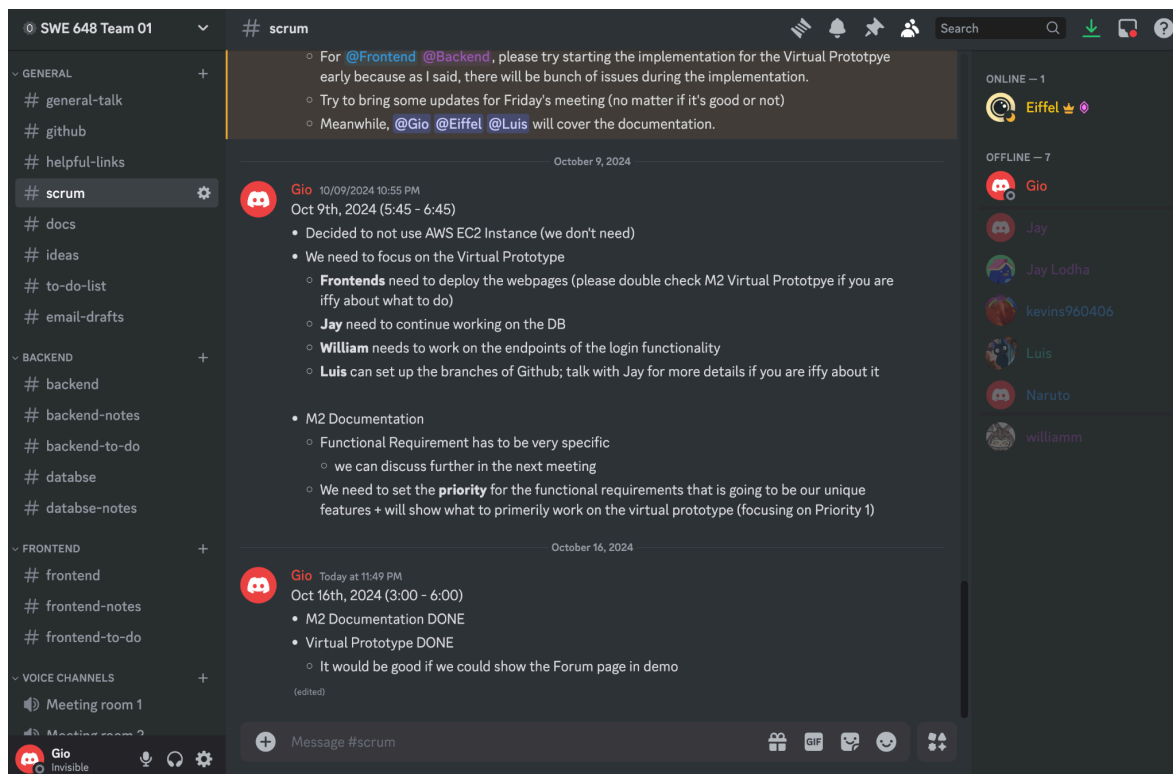 SWE 648 Team 01
GENERAL
general-talk
github
helpful-links
scrum
docs
ideas
to-do-list
email-drafts
BACKEND
backend
backend-notes
backend-to-do
databse
databse-notes
FRONTEND
frontend
frontend-notes
frontend-to-do
VOICE CHANNELS
Meeting room 1
Meeting room 2
Gio
Invisible
# scrum
Search
For @Frontend @Backend, please try starting the implementation for the Virtual Prototpye
early because as I said, there will be bunch of issues during the implementation.
Try to bring some updates for Friday's meeting (no matter if it's good or not)
Meanwhile, @Gio @Eiffel @Luis will cover the documentation.
October 9, 2024
Gio 10/09/2024 10:55 PM
Oct 9th, 2024 (5:45 - 6:45)
• Decided to not use AWS EC2 Instance (we don't need)
• We need to focus on the Virtual Prototype
Frontends need to deploy the webpages (please double check M2 Virtual Prototpye if you are
iffy about what to do)
Jay need to continue working on the DB
William needs to work on the endpoints of the login functionality
Luis can set up the branches of Github; talk with Jay for more details if you are iffy about it
• M2 Documentation
Functional Requirement has to be very specific
we can discuss further in the next meeting
We need to set the priority for the functional requirements that is going to be our unique
features + will show what to primerily work on the virtual prototype (focusing on Priority 1)
October 16, 2024
Gio Today at 11:49 PM
Oct 16th, 2024 (3:00 - 6:00)
• M2 Documentation DONE
• Virtual Prototype DONE
It would be good if we could show the Forum page in demo
(edited)
Message #scrum
GIF
ONLINE — 1
Eiffel
OFFLINE — 7
Gio
Jay
Jay Lodha
kevins960406
Luis
Naruto
williamm